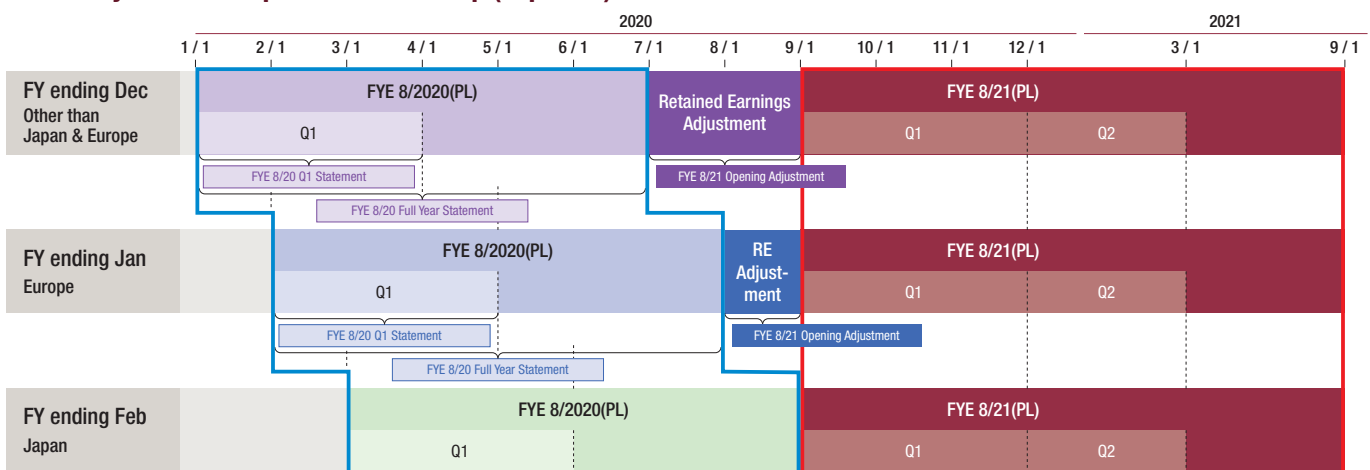 2020
2021
1 / 1
2 / 1
3 / 1
4 / 1
5 / 1
6 / 1
7 / 1
8 / 1
9 / 1
10 / 1
11 / 1
12 / 1
3 / 1
9 / 1
FY ending Dec
Other than
Japan & Europe
FYE 8/2020(PL)
Q1
Retained Earnings
Adjustment
FYE 8/21(PL)
Q1
Q2
FYE 8/20 Q1 Statement
FYE 8/21 Opening Adjustment
FYE 8/20 Full Year Statement
FY ending Jan
Europe
FYE 8/2020(PL)
Q1
RE
Adjust-
ment
FYE 8/21(PL)
Q1
Q2
FYE 8/20 Q1 Statement
FYE 8/21 Opening Adjustment
FYE 8/20 Full Year Statement
FY ending Feb
Japan
FYE 8/2020(PL)
Q1
FYE 8/21(PL)
Q1
Q2